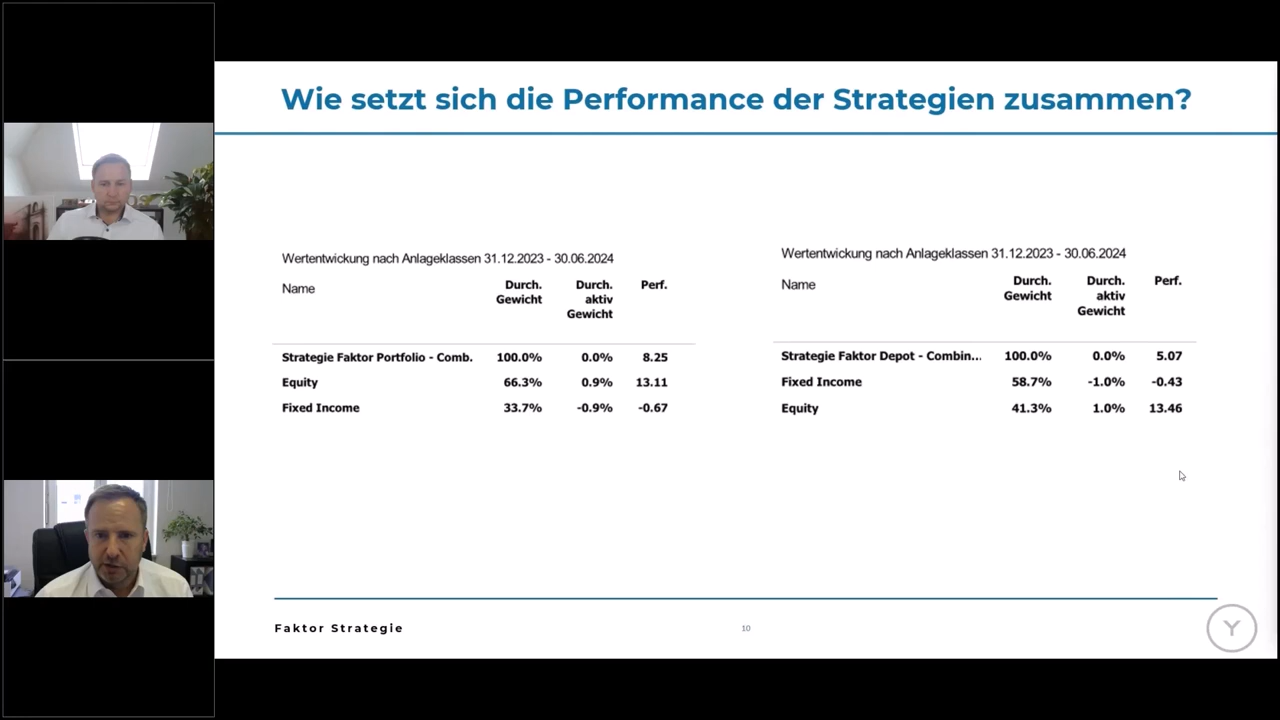 Wie setzt sich die Performance der Strategien zusammen?
Wertentwickung nach Anlageklassen 31.12.2023 - 30.06.2024
Name Durch. Gewicht Durch. aktiv Gewicht Perf.
Strategie Faktor Portfolio - Comb. 100.0% 0.0% 8.25
Equity 66.3% 0.9% 13.11
Fixed Income 33.7% -0.9% -0.67
Wertentwickung nach Anlageklassen 31.12.2023 - 30.06.2024
Name Durch. Gewicht Durch. aktiv Gewicht Perf.
Strategie Faktor Depot - Combin... 100.0% 0.0% 5.07
Fixed Income 58.7% -1.0% -0.43
Equity 41.3% 1.0% 13.46
Faktor Strategie
10
Y